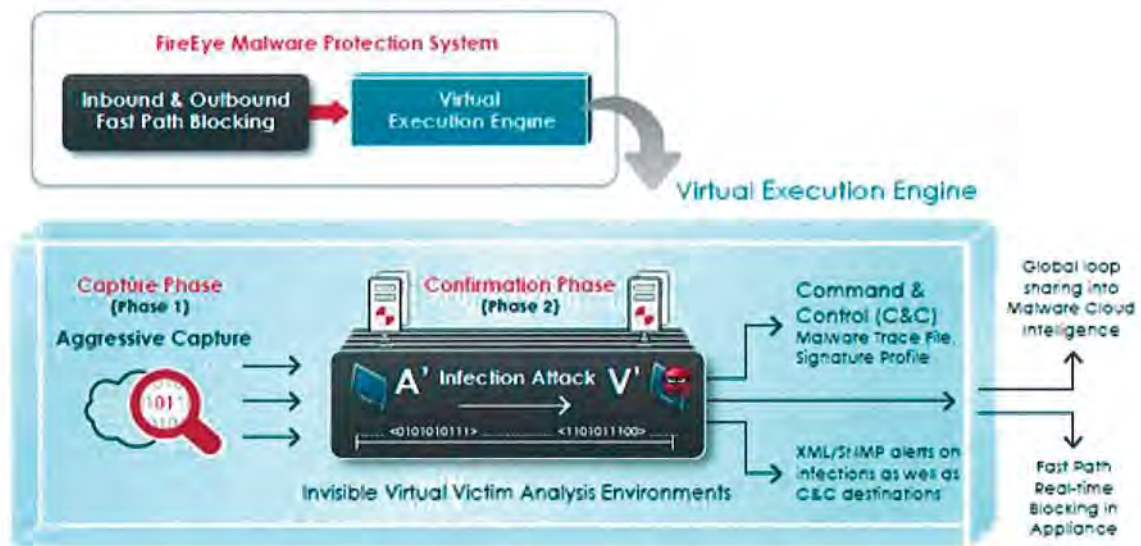 FireEye Malware Protection System
Inbound & Outbound
Fast Path Blocking
Virtual
Execution Engine
Virtual Execution Engine
Capture Phase
(Phase 1)
Aggressive Capture
101
Confirmation Phase
(Phase 2)
A' Infection Attack V'
<0101010111> <1101011100>
Invisible Virtual Victim Analysis Environments
Command &
Control (C&C)
Malware Trace File,
Signature Profile
XML/SNMP alerts on
infections as well as
C&C destinations
Global loop
sharing into
Malware Cloud
Intelligence
Fast Path
Real-time
Blocking in
Appliance